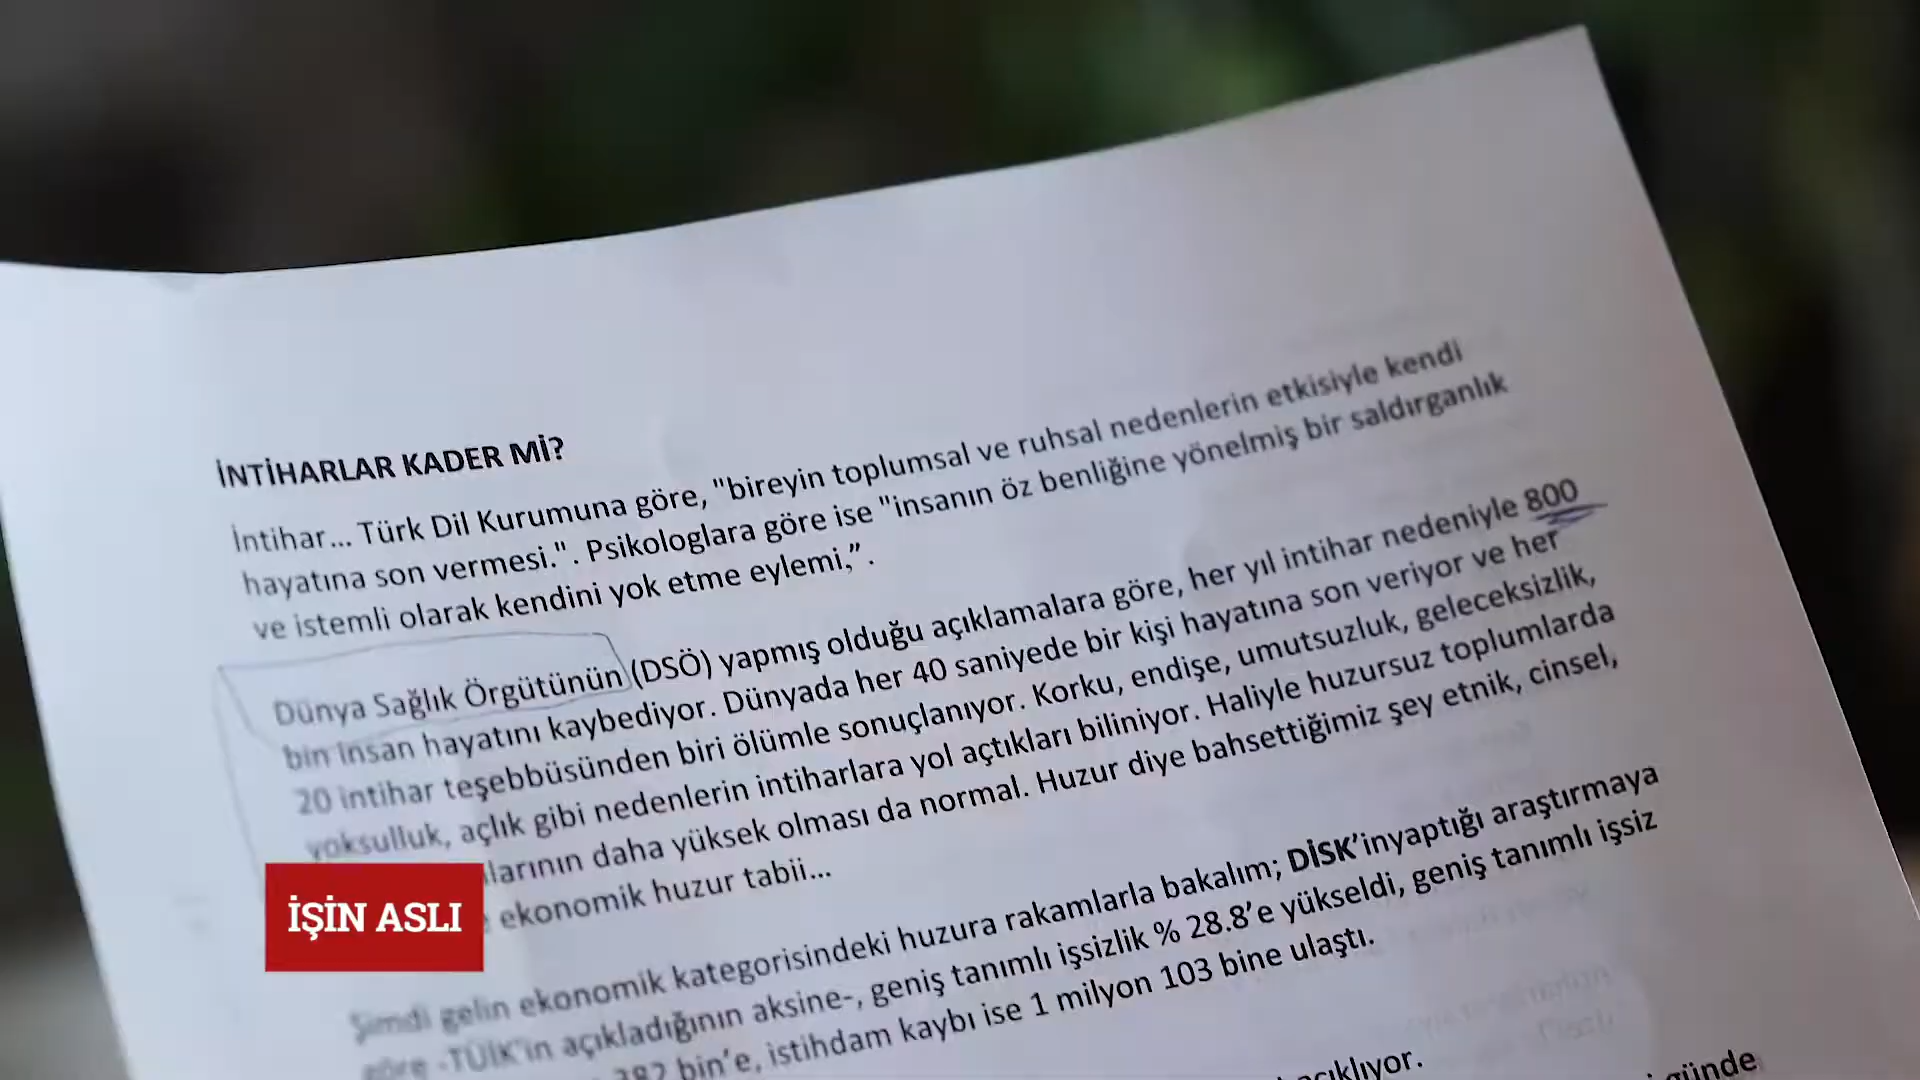 İNTİHARLAR KADER Mİ?
İntihar... Türk Dil Kurumuna göre, "bireyin toplumsal ve ruhsal nedenlerin etkisiyle kendi
hayatına son vermesi.". Psikologlara göre ise "insanın öz benliğine yönelmiş bir saldırganlık
ve istemli olarak kendini yok etme eylemi,”.
Dünya Sağlık Örgütünün (DSÖ) yapmış olduğu açıklamalara göre, her yıl intihar nedeniyle 800
bin insan hayatını kaybediyor. Dünyada her 40 saniyede bir kişi hayatına son veriyor ve her
20 intihar teşebbüsünden biri ölümle sonuçlanıyor. Korku, endişe, umutsuzluk, geleceksizlik,
yoksulluk, açlık gibi nedenlerin intiharlara yol açtıkları biliniyor. Haliyle huzursuz toplumlarda
larının daha yüksek olması da normal. Huzur diye bahsettiğimiz şey etnik, cinsel,
ekonomik huzur tabii...
İŞİN ASLI
Şimdi gelin ekonomik kategorisindeki huzura rakamlarla bakalım; DİSK’inyaptığı araştırmaya
göre -TÜİK’in açıkladığının aksine-, geniş tanımlı işsizlik % 28.8’e yükseldi, geniş tanımlı işsiz
382 bin’e, istihdam kaybı ise 1 milyon 103 bine ulaştı.
açıklıyor.
günde